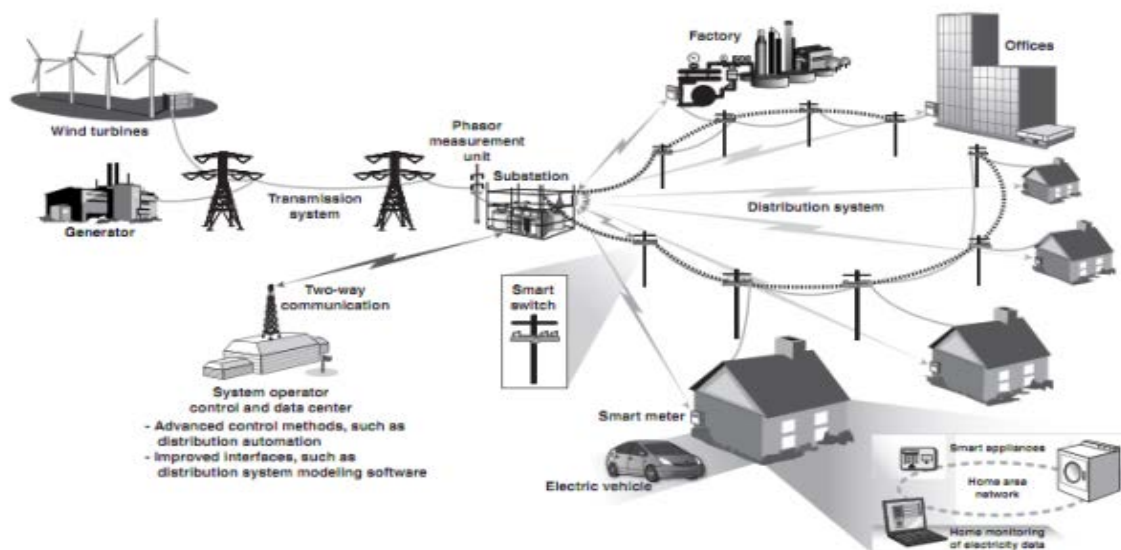 Factory
Offices
Wind turbines
Phasor
measurement
unit
Substation
Transmission
system
Generator
Distribution system
Two-way
communication
Smart
switch
System operator
control and data center
- Advanced control methods, such as
distribution automation
- Improved interfaces, such as
distribution system modeling software
Smart meter
Electric vehicle
Smart appliances
Home area
network
Home monitoring
of electricity data